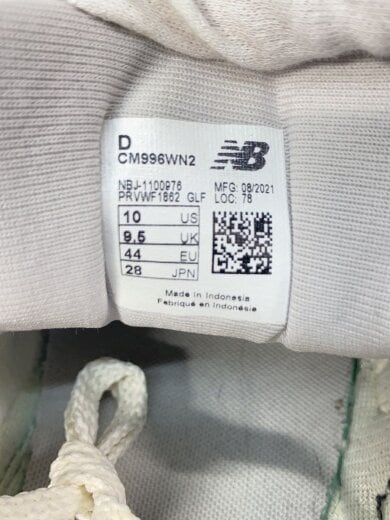 D
CM996WN2
NB
NBJ-1100976 MFG: 08/2021
PRVWF1862 GLF LOC: 78
10 US
9.5 UK
44 EU
28 JPN
Made in Indonesia
Fabriqué en Indonésie